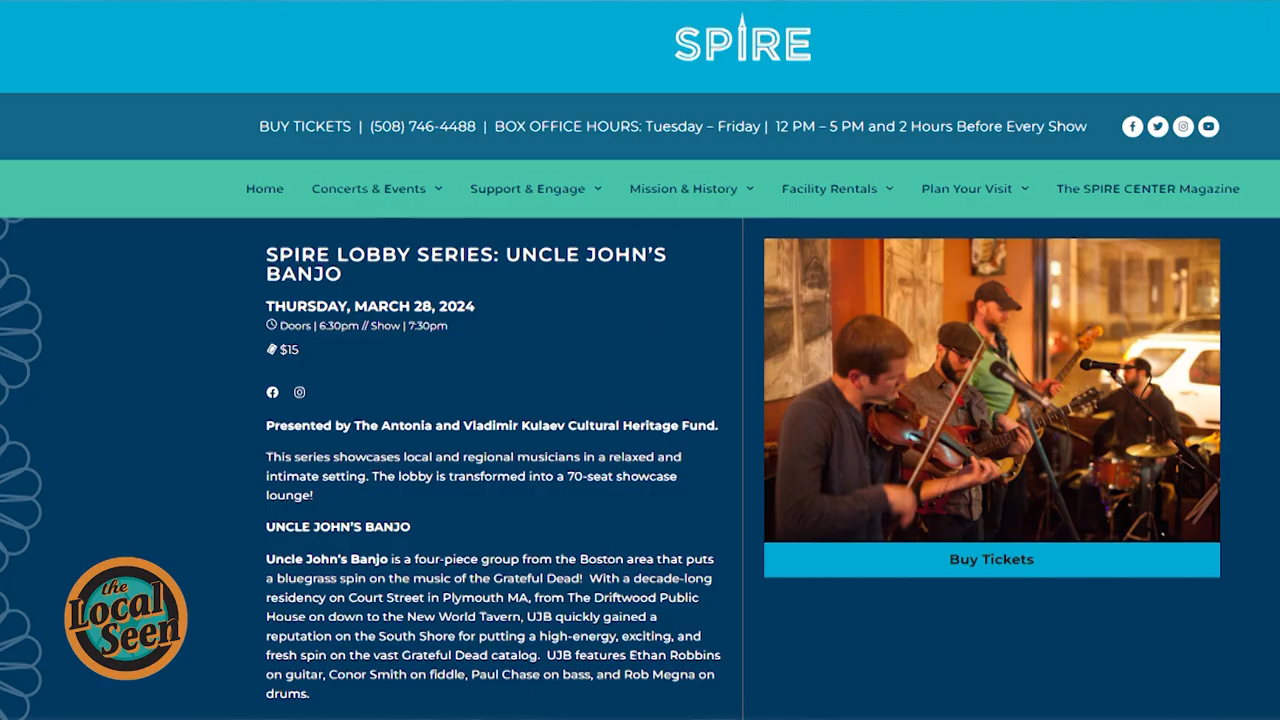 SPIRE
BUY TICKETS | (508) 746-4488 | BOX OFFICE HOURS: Tuesday – Friday | 12 PM – 5 PM and 2 Hours Before Every Show
Home Concerts & Events Support & Engage Mission & History Facility Rentals Plan Your Visit The SPIRE CENTER Magazine
SPIRE LOBBY SERIES: UNCLE JOHN’S
BANJO
THURSDAY, MARCH 28, 2024
Doors | 6:30pm // Show | 7:30pm
$15
Presented by The Antonia and Vladimir Kulaev Cultural Heritage Fund.
This series showcases local and regional musicians in a relaxed and
intimate setting. The lobby is transformed into a 70-seat showcase
lounge!
UNCLE JOHN’S BANJO
Uncle John’s Banjo is a four-piece group from the Boston area that puts
a bluegrass spin on the music of the Grateful Dead! With a decade-long
residency on Court Street in Plymouth MA, from The Driftwood Public
House on down to the New World Tavern, UJB quickly gained a
reputation on the South Shore for putting a high-energy, exciting, and
fresh spin on the vast Grateful Dead catalog. UJB features Ethan Robbins
on guitar, Conor Smith on fiddle, Paul Chase on bass, and Rob Megna on
drums.
Buy Tickets
the
Local
Seen